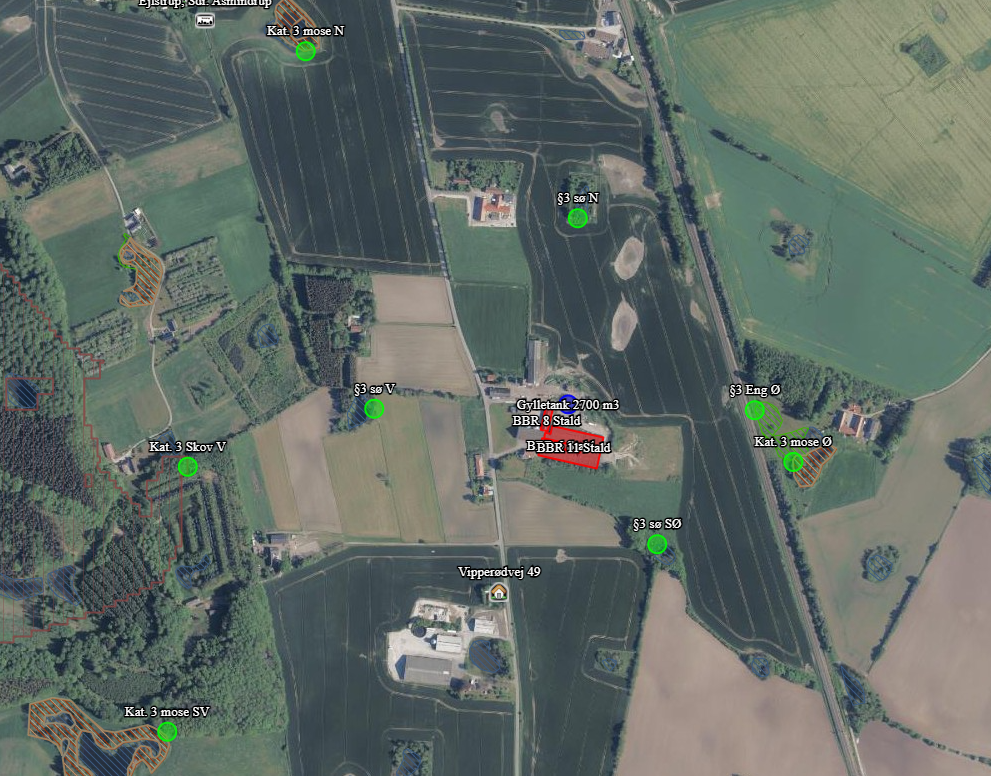 Ejlstrup, Sdr. Asmindrup
Kat. 3 mose N
§3 sø N
§3 sø V
§3 Eng Ø
Gylletank 2700 m3
BBR 8 Stald
BBR 11 Stald
Kat. 3 mose Ø
Kat. 3 Skov V
§3 sø SØ
Vipperødvej 49
Kat. 3 mose SV